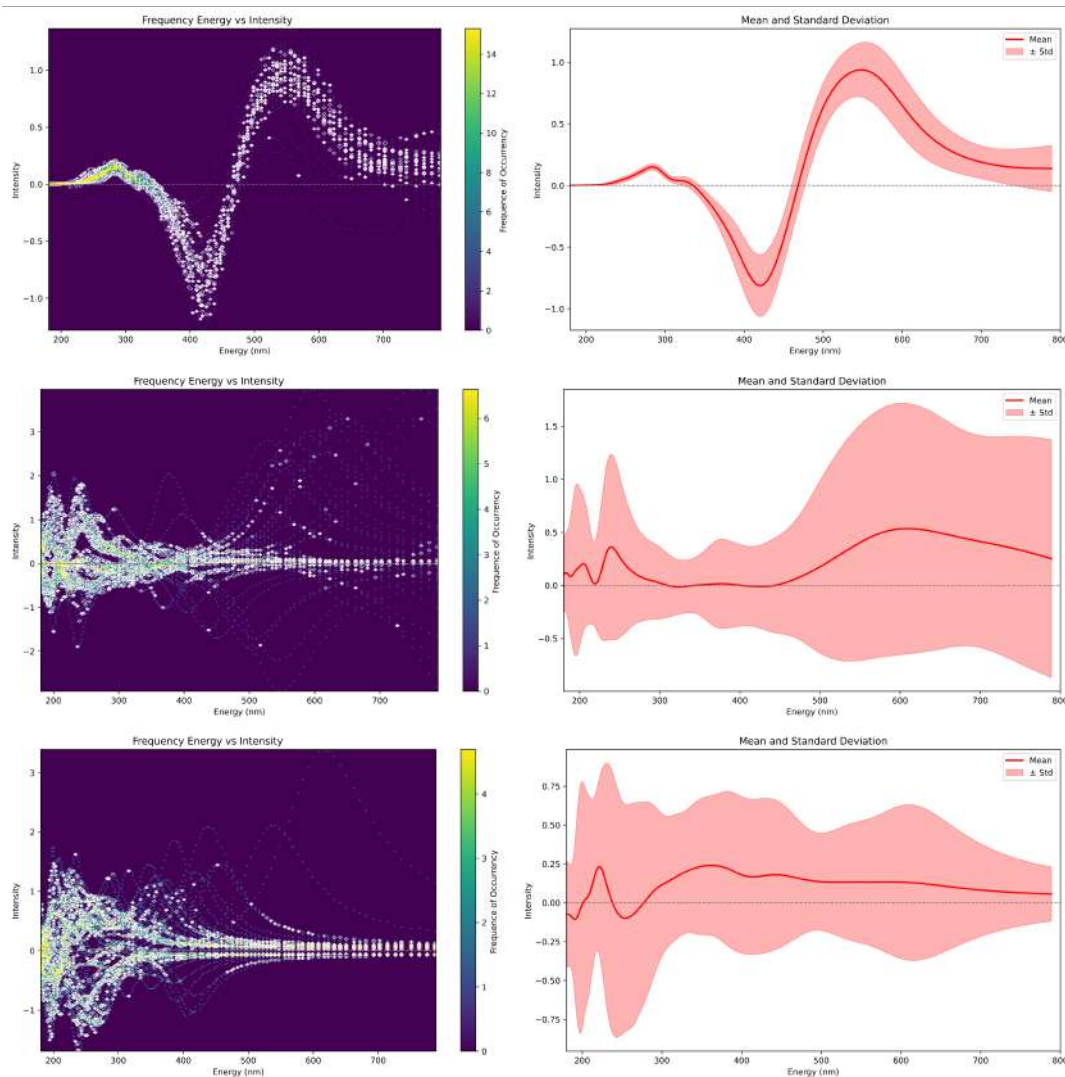 Frequency Energy vs Intensity
Intensity
1.0
0.5
0.0
−0.5
−1.0
200 300 400 500 600 700
Energy (nm)
14
12
10
8
6
4
2
0
Frequence of Occurrency
Mean and Standard Deviation
Mean
± Std
Intensity
1.0
0.5
0.0
−0.5
−1.0
200 300 400 500 600 700 800
Energy (nm)
Frequency Energy vs Intensity
Intensity
3
2
1
0
−1
−2
200 300 400 500 600 700
Energy (nm)
6
5
4
3
2
1
0
Frequence of Occurrency
Mean and Standard Deviation
Mean
± Std
Intensity
1.5
1.0
0.5
0.0
−0.5
200 300 400 500 600 700 800
Energy (nm)
Frequency Energy vs Intensity
Intensity
3
2
1
0
−1
200 300 400 500 600 700
Energy (nm)
4
3
2
1
0
Frequence of Occurrency
Mean and Standard Deviation
Mean
± Std
Intensity
0.75
0.50
0.25
0.00
−0.25
−0.50
−0.75
200 300 400 500 600 700 800
Energy (nm)